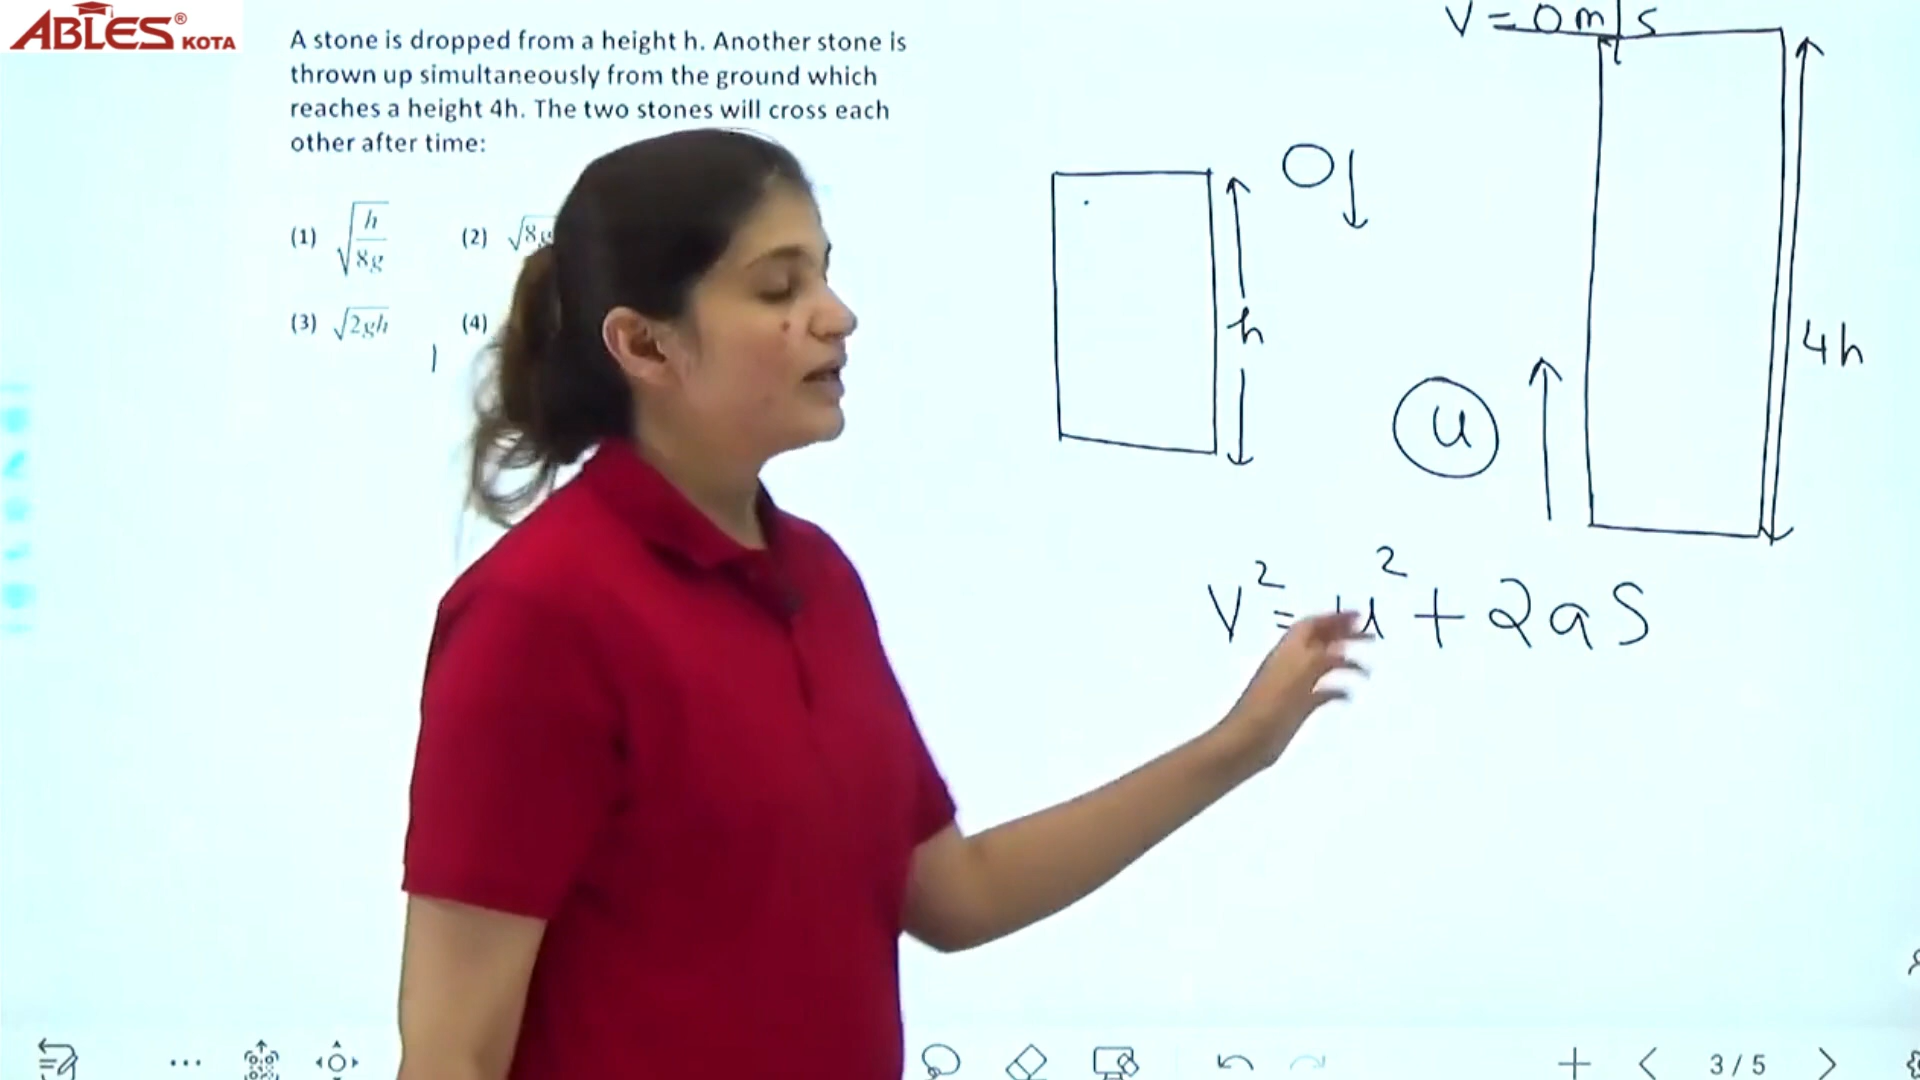 ABLES® KOTA
A stone is dropped from a height h. Another stone is
thrown up simultaneously from the ground which
reaches a height 4h. The two stones will cross each
other after time:
(1) √(h/8g) (2) √8g
(3) √2gh (4)
V = 0 m/s
h
4h
u
V² = u² + 2aS
3 / 5